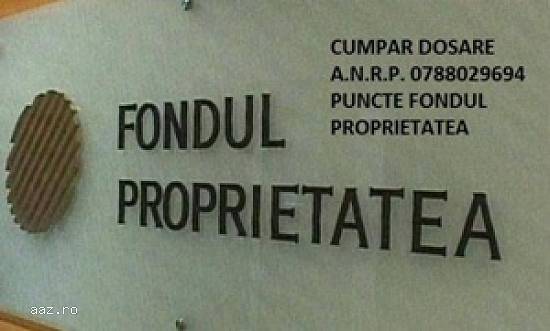 CUMPAR DOSARE
A.N.R.P. 0788029694
PUNCTE FONDUL
PROPRIETATEA
FONDUL
PROPRIETATEA
aaz.ro